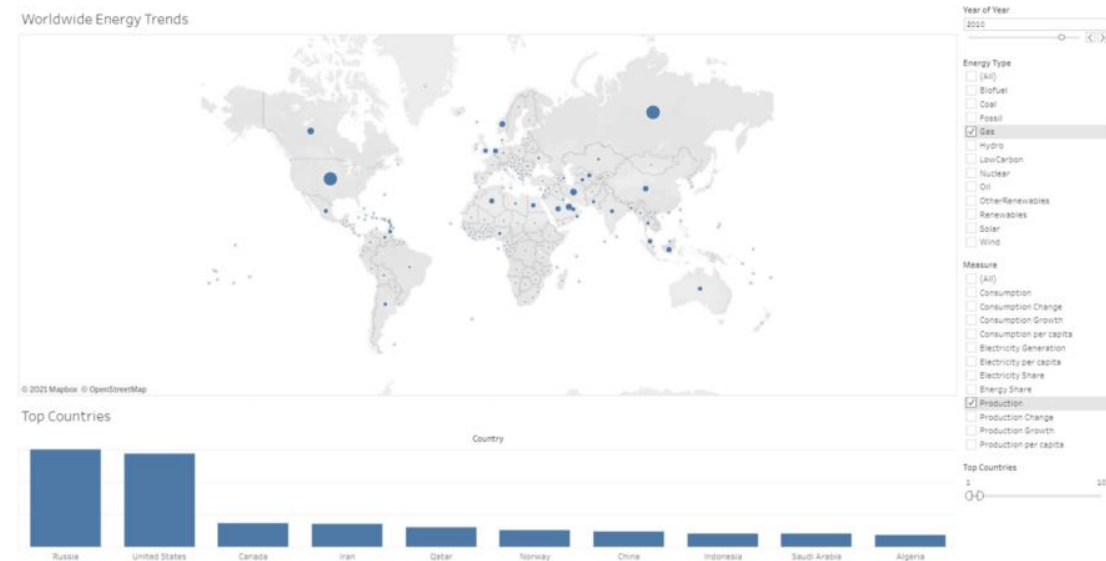 Worldwide Energy Trends
© 2021 Mapbox © OpenStreetMap
Top Countries
Country
Russia
United States
Canada
Iran
Qatar
Norway
China
Indonesia
Saudi Arabia
Algeria
Year of Year
2010
Energy Type
(All)
Biofuel
Coal
Fossil
Gas
Hydro
LowCarbon
Nuclear
Oil
OtherRenewables
Renewables
Solar
Wind
Measure
(All)
Consumption
Consumption Change
Consumption Growth
Consumption per capita
Electricity Generation
Electricity per capita
Electricity Share
Energy Share
Production
Production Change
Production Growth
Production per capita
Top Countries
1 10